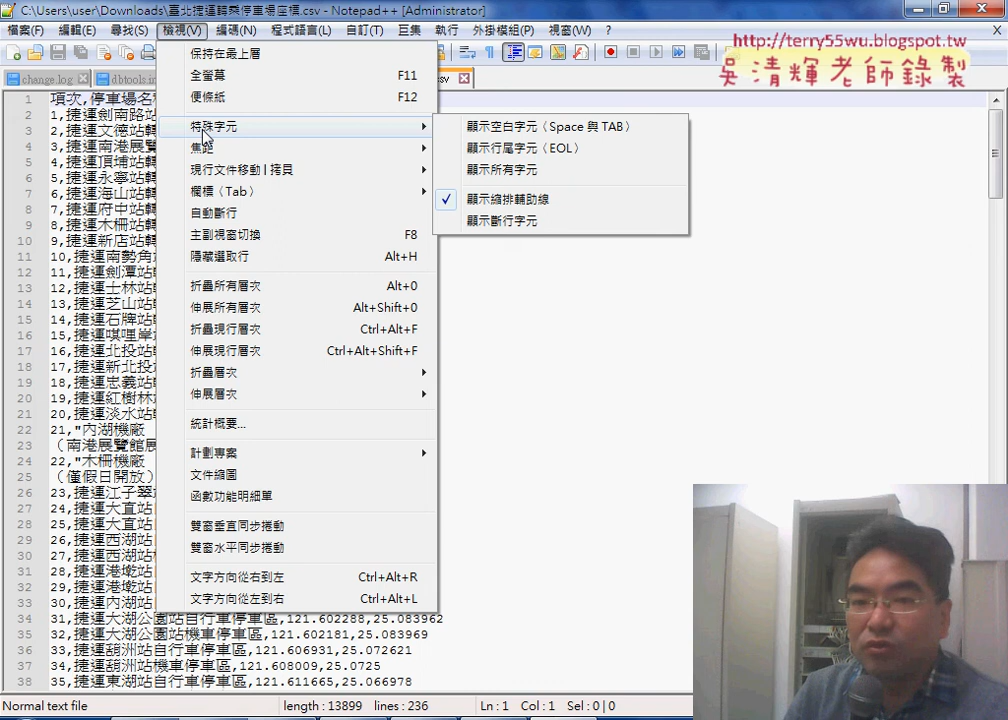 C:\Users\user\Downloads\臺北捷運轉乘停車場座標.csv - Notepad++ [Administrator]
檔案(F) 編輯(E) 尋找(S) 檢視(V) 編碼(N) 程式語言(L) 自訂(T) 巨集 執行 外掛模組(P) 視窗(W) ?
http://terry55wu.blogspot.tw
吳清輝老師錄製
change.log
dbtools.in
sv
保持在最上層
全螢幕 F11
便條紙 F12
特殊字元
焦距
現行文件移動|拷貝
欄標（Tab）
自動斷行
主副視窗切換 F8
隱藏選取行 Alt+H
折疊所有層次 Alt+0
伸展所有層次 Alt+Shift+0
折疊現行層次 Ctrl+Alt+F
伸展現行層次 Ctrl+Alt+Shift+F
折疊層次
伸展層次
統計概要...
計劃專案
文件縮圖
函數功能明細單
雙窗垂直同步捲動
雙窗水平同步捲動
文字方向從右到左 Ctrl+Alt+R
文字方向從左到右 Ctrl+Alt+L
顯示空白字元（Space 與 TAB）
顯示行尾字元（EOL）
顯示所有字元
顯示縮排輔助線
顯示斷行字元
1 項次,停車場名
2 1,捷運劍南路站
3 2,捷運文德站轉
4 3,捷運南港展覽
5 4,捷運頂埔站轉
6 5,捷運永寧站轉
7 6,捷運海山站轉
8 7,捷運府中站轉
9 8,捷運木柵站轉
10 9,捷運新店站轉
11 10,捷運南勢角站
12 11,捷運劍潭站轉
13 12,捷運士林站轉
14 13,捷運芝山站轉
15 14,捷運石牌站轉
16 15,捷運唭哩岸站
17 16,捷運北投站轉
18 17,捷運新北投站
19 18,捷運忠義站轉
20 19,捷運紅樹林站
21 20,捷運淡水站轉
22 21,"內湖機廠
23 （南港展覽館展
24 22,"木柵機廠
25 （僅假日開放）
26 23,捷運江子翠站
27 24,捷運大直站
28 25,捷運大直站
29 26,捷運西湖站
30 27,捷運西湖站
31 28,捷運港墘站
32 29,捷運港墘站
33 30,捷運內湖站
34 31,捷運大湖公園站自行車停車區,121.602288,25.083962
35 32,捷運大湖公園站機車停車區,121.602181,25.083969
36 33,捷運葫洲站自行車停車區,121.606931,25.072621
37 34,捷運葫洲站機車停車區,121.608009,25.0725
38 35,捷運東湖站自行車停車區,121.611665,25.066978
Normal text file length : 13899 lines : 236 Ln : 1 Col : 1 Sel : 0 | 0